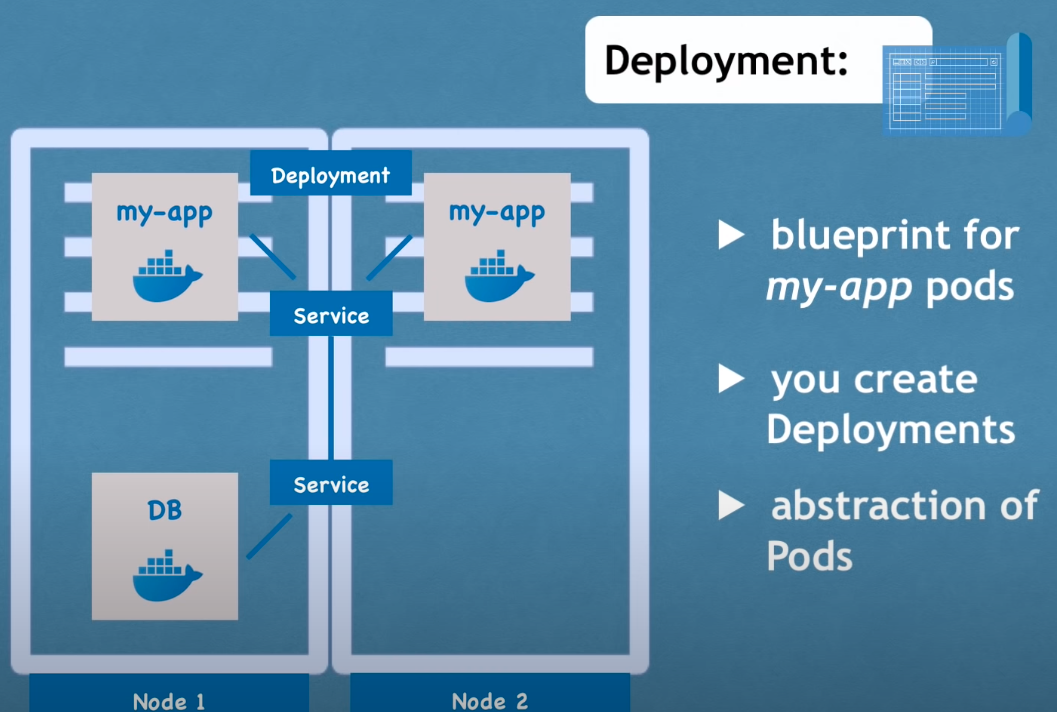 Deployment:
Deployment
my-app
my-app
Service
Service
DB
Node 1
Node 2
▶ blueprint for
my-app pods
▶ you create
Deployments
▶ abstraction of
Pods